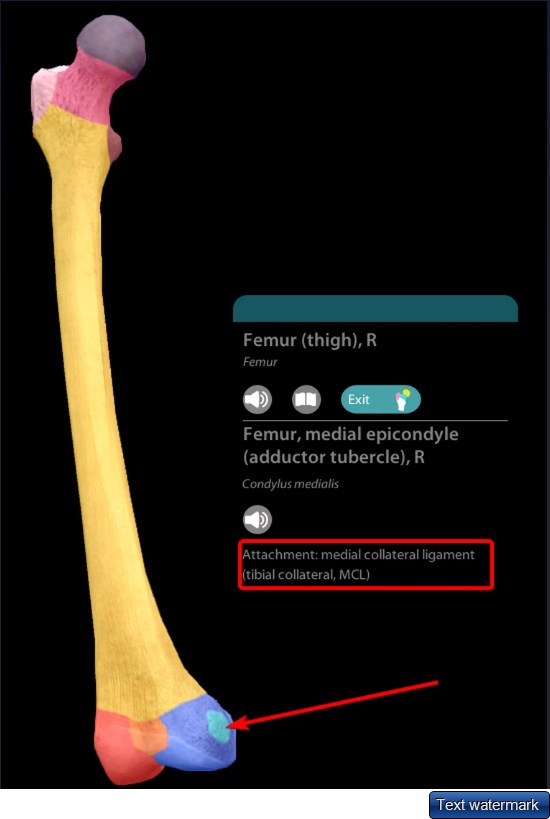 Femur (thigh), R
Femur
Exit
Femur, medial epicondyle
(adductor tubercle), R
Condylus medialis
Attachment: medial collateral ligament
(tibial collateral, MCL)
Text watermark